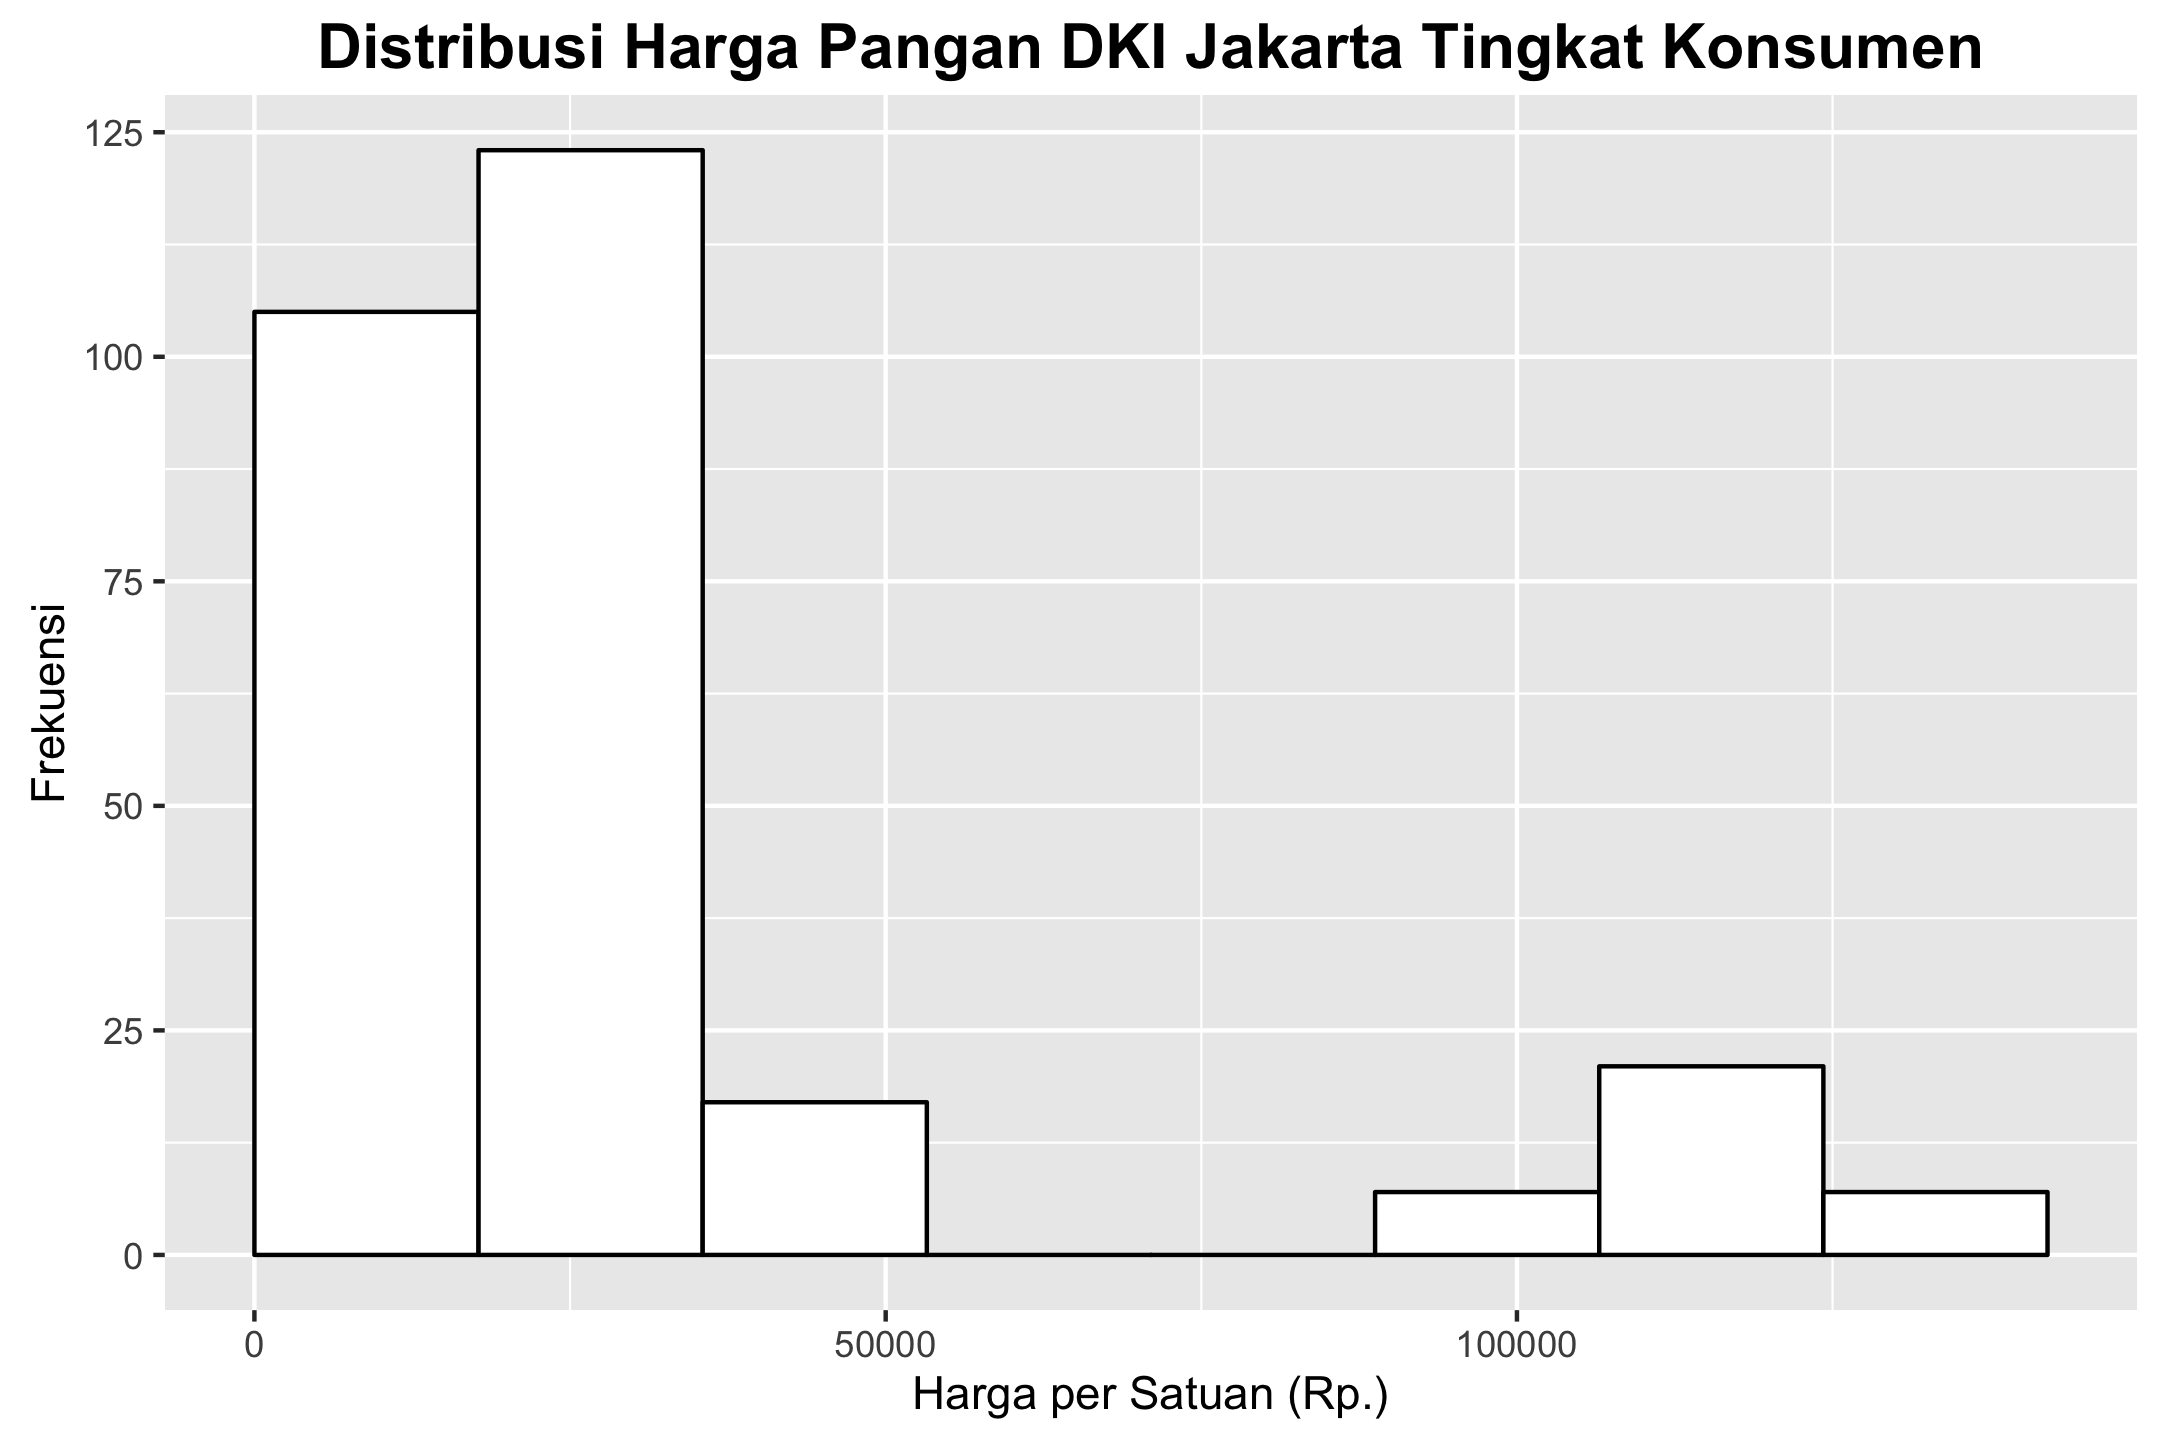 Distribusi Harga Pangan DKI Jakarta Tingkat Konsumen
125
100
75
50
25
0
Frekuensi
0 50000 100000
Harga per Satuan (Rp.)